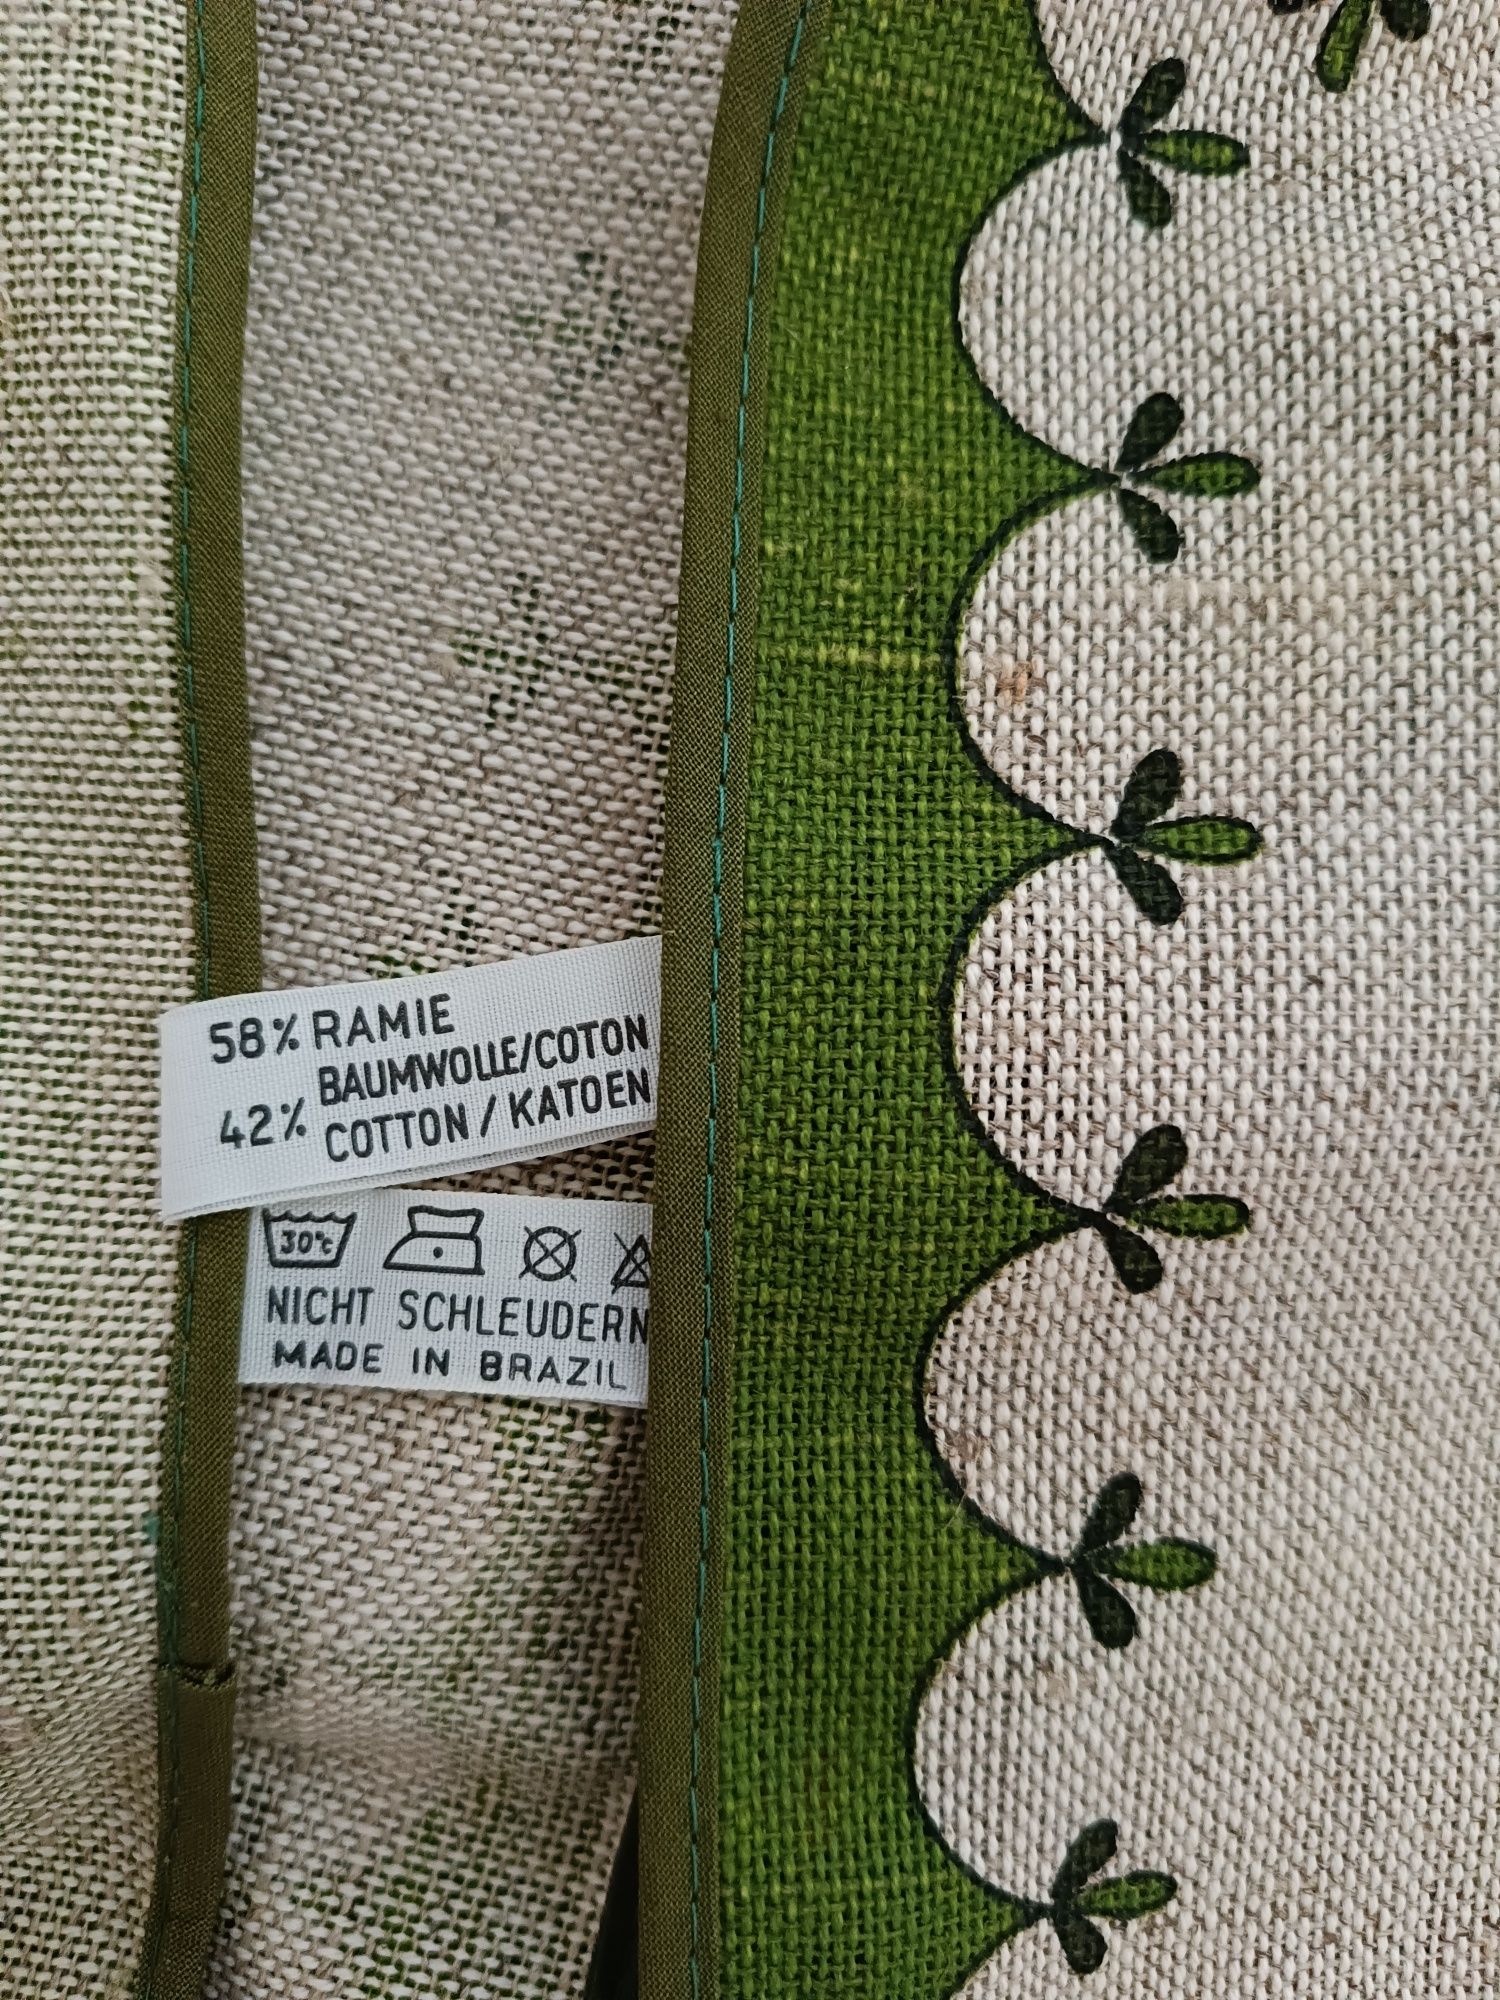 58% RAMIE
BAUMWOLLE/COTON
42% COTTON / KATOEN
30°C
NICHT SCHLEUDERN
MADE IN BRAZIL